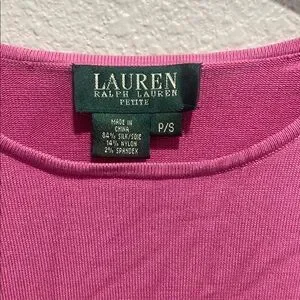 LAUREN
RALPH LAUREN
PETITE
MADE IN
CHINA
84% SILK/SOIE
14% NYLON
2% SPANDEX
P/S